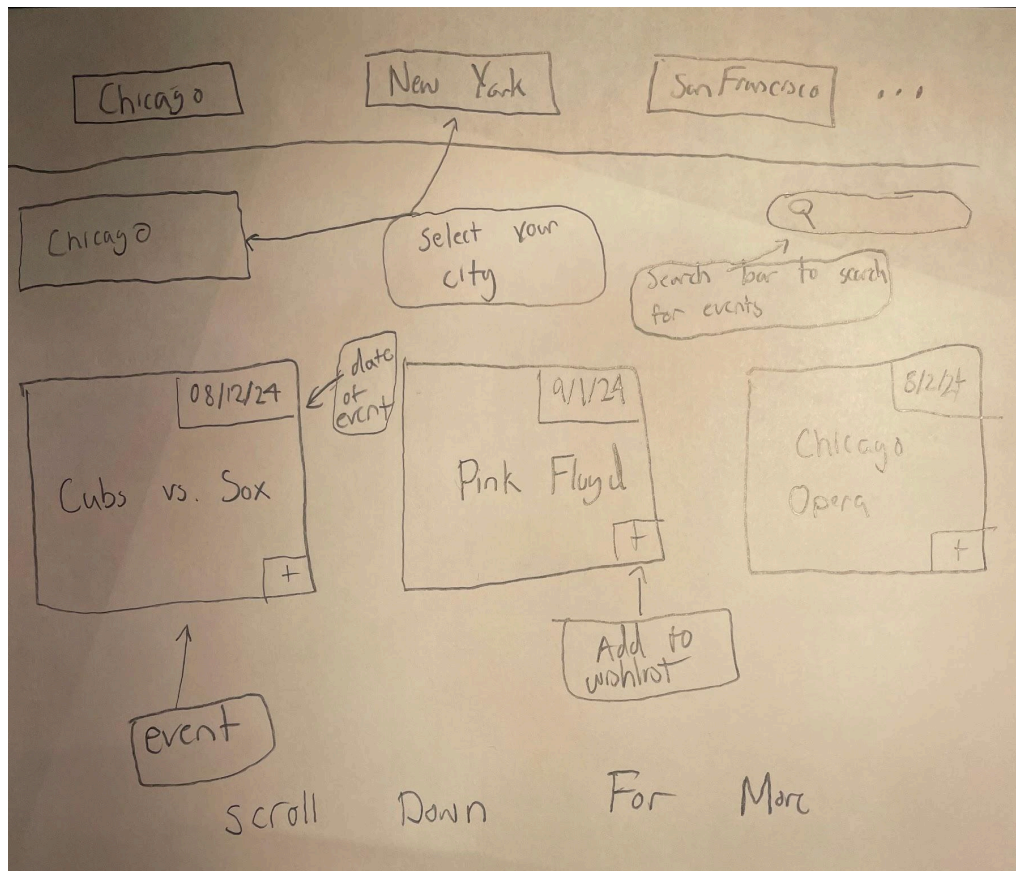 Chicago
New York
San Francisco
...
Chicago
Select your
city
Search bar to search
for events
08/12/24
date
of
event
9/1/24
8/2/24
Cubs vs. Sox
Pink Floyd
Chicago
Opera
+
+
+
event
Add to
wishlist
Scroll Down For More